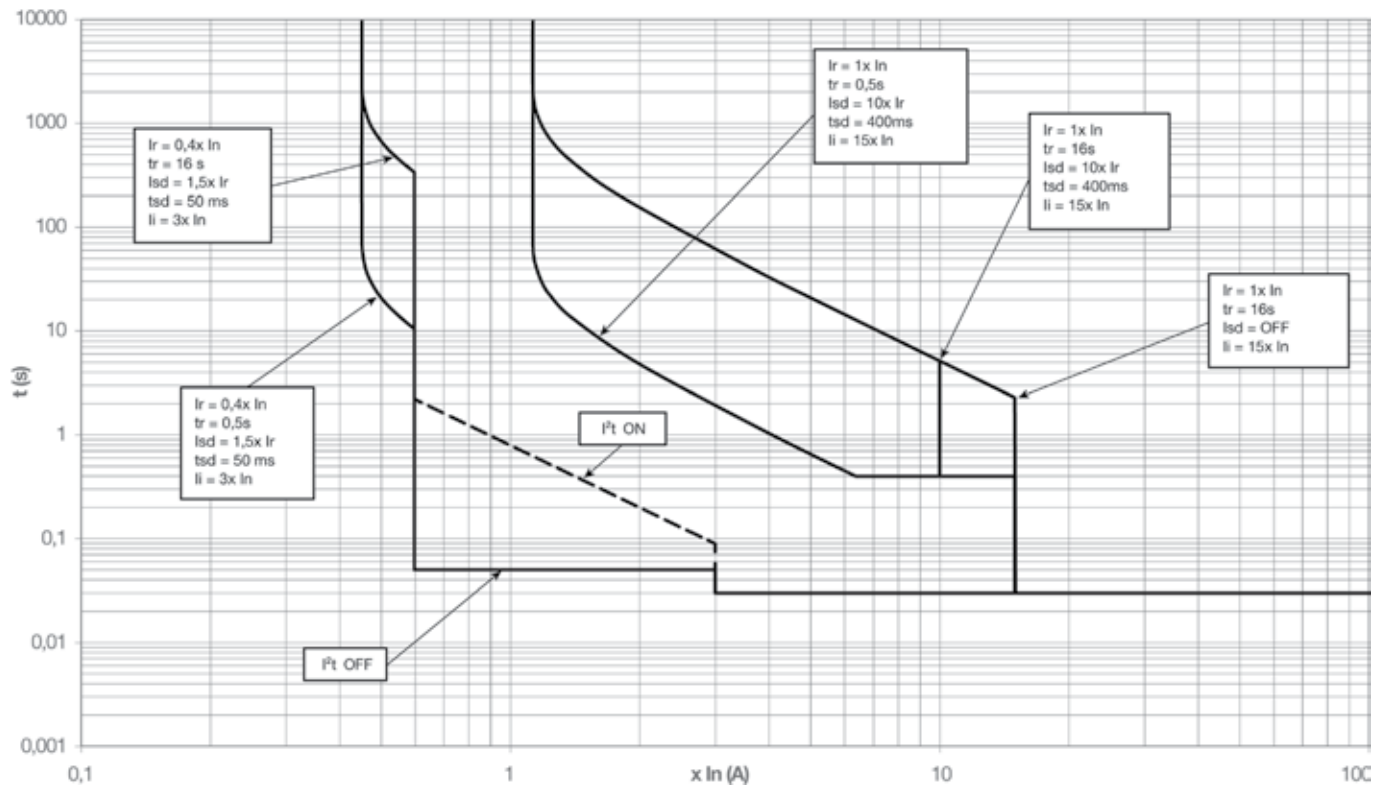 10000
1000
100
10
1
0,1
0,01
0,001
t (s)
0,1
1
x In (A)
10
100
Ir = 0,4x In
tr = 16 s
Isd = 1,5x Ir
tsd = 50 ms
Ii = 3x In
Ir = 0,4x In
tr = 0,5s
Isd = 1,5x Ir
tsd = 50 ms
Ii = 3x In
I²t OFF
I²t ON
Ir = 1x In
tr = 0,5s
Isd = 10x Ir
tsd = 400ms
Ii = 15x In
Ir = 1x In
tr = 16s
Isd = 10x Ir
tsd = 400ms
Ii = 15x In
Ir = 1x In
tr = 16s
Isd = OFF
Ii = 15x In